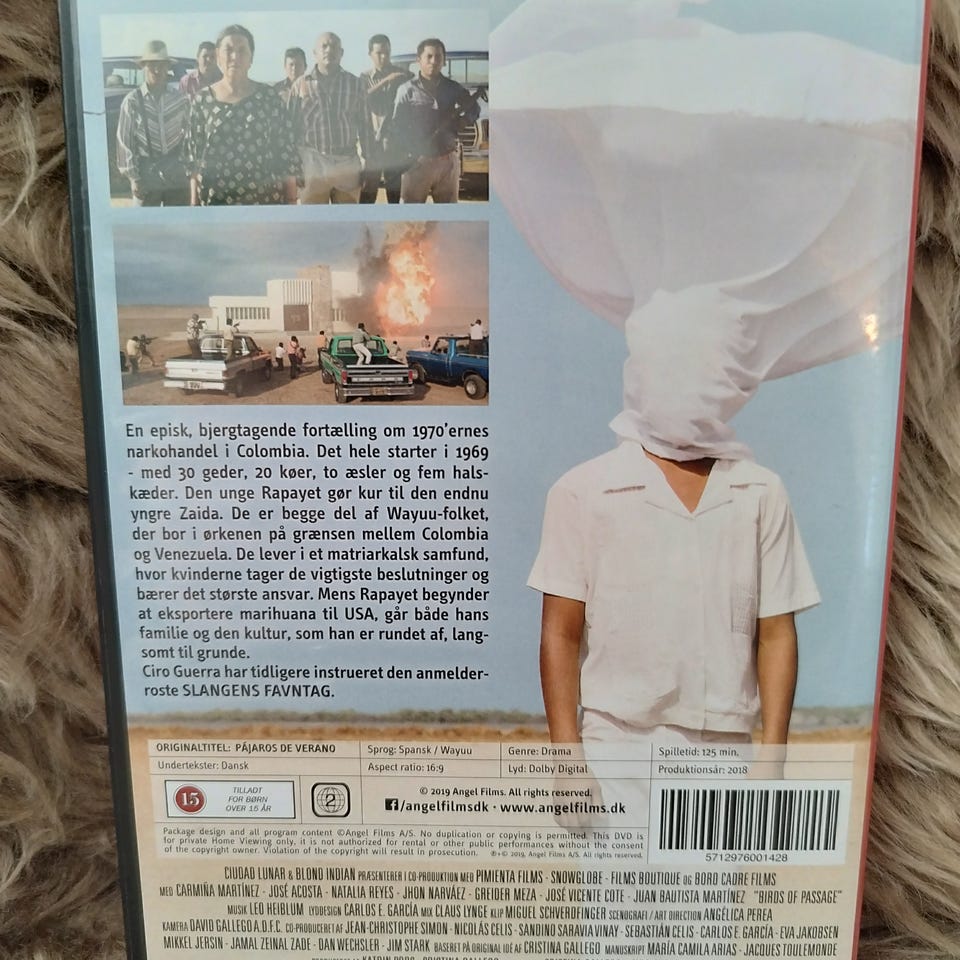 En episk, bjergtagende fortælling om 1970'ernes
narkohandel i Colombia. Det hele starter i 1969
- med 30 geder, 20 køer, to æsler og fem hals-
kæder. Den unge Rapayet gør kur til den endnu
yngre Zaida. De er begge del af Wayuu-folket,
der bor i ørkenen på grænsen mellem Colombia
og Venezuela. De lever i et matriarkalsk samfund,
hvor kvinderne tager de vigtigste beslutninger og
bærer det største ansvar. Mens Rapayet begynder
at eksportere marihuana til USA, går både hans
familie og den kultur, som han er rundet af, lang-
somt til grunde.
Ciro Guerra har tidligere instrueret den anmelder-
roste SLANGENS FAVNTAG.
ORIGINALTITEL: PÁJAROS DE VERANO Sprog: Spansk / Wayuu Genre: Drama Spilletid: 125 min.
Undertekster: Dansk Aspect ratio: 16:9 Lyd: Dolby Digital Produktionsår: 2018
15 TILLADT
FOR BØRN
OVER 15 ÅR
2
© 2019 Angel Films. All rights reserved.
f/angelfilmsdk · www.angelfilms.dk
Package design and all program content ©Angel Films A/S. No duplication or copying is permitted. This DVD is
for private Home Viewing only, it is not authorized for rental or other public performances without the consent
of the copyright owner. Violation of the copyright will result in prosecution. ℗+© 2019, Angel Films A/S. All rights reserved.
5712976001428
CIUDAD LUNAR & BLOND INDIAN PRÆSENTERER I CO-PRODUKTION MED PIMIENTA FILMS - SNOWGLOBE - FILMS BOUTIQUE OG BORD CADRE FILMS
MED CARMIÑA MARTÍNEZ - JOSÉ ACOSTA - NATALIA REYES - JHON NARVÁEZ - GREIDER MEZA - JOSÉ VICENTE COTE - JUAN BAUTISTA MARTÍNEZ "BIRDS OF PASSAGE"
MUSIK LEO HEIBLUM LYDDESIGN CARLOS E. GARCÍA MIX CLAUS LYNGE KLIP MIGUEL SCHVERDFINGER SCENOGRAFI / ART DIRECTION ANGÉLICA PEREA
KAMERA DAVID GALLEGO A.D.F.C. CO-PRODUCERET AF JEAN-CHRISTOPHE SIMON - NICOLÁS CELIS - SANDINO SARAVIA VINAY - SEBASTIÁN CELIS - CARLOS E. GARCÍA - EVA JAKOBSEN
MIKKEL JERSIN - JAMAL ZEINAL ZADE - DAN WECHSLER - JIM STARK BASERET PÅ ORIGINAL IDÉ AF CRISTINA GALLEGO MANUSKRIPT MARÍA CAMILA ARIAS - JACQUES TOULEMONDE